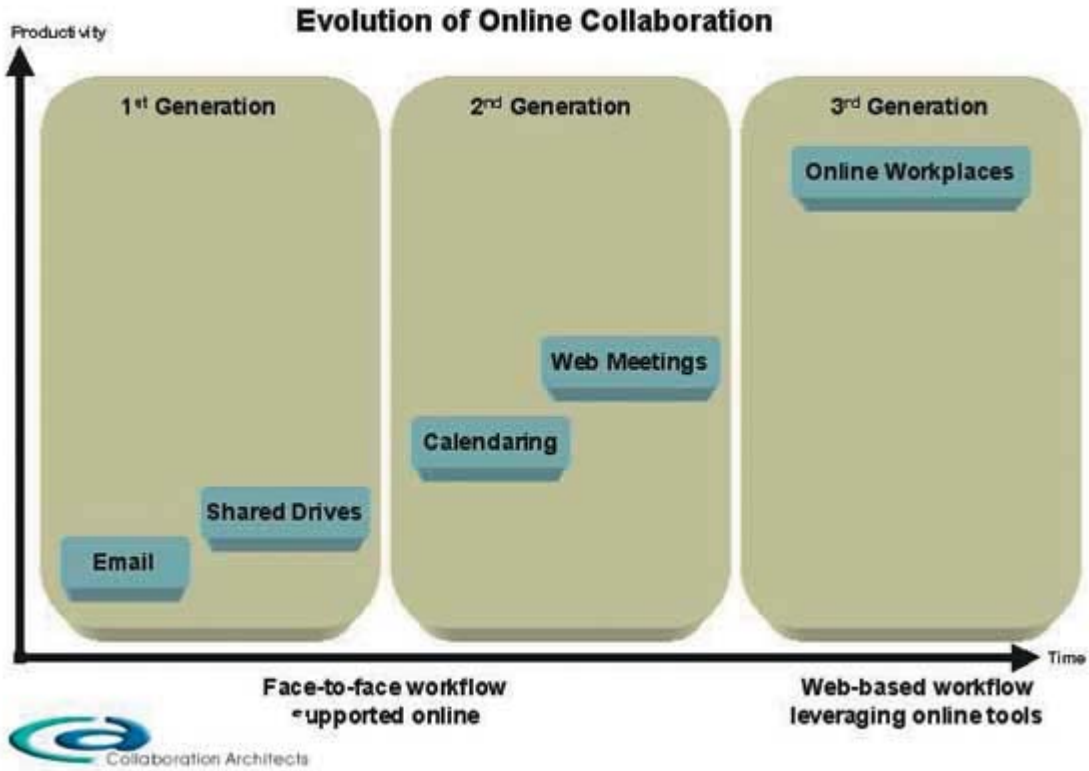 Evolution of Online Collaboration
Productivity
1st Generation
2nd Generation
3rd Generation
Online Workplaces
Web Meetings
Calendaring
Shared Drives
Email
Time
Face-to-face workflow
supported online
Web-based workflow
leveraging online tools
Collaboration Architects